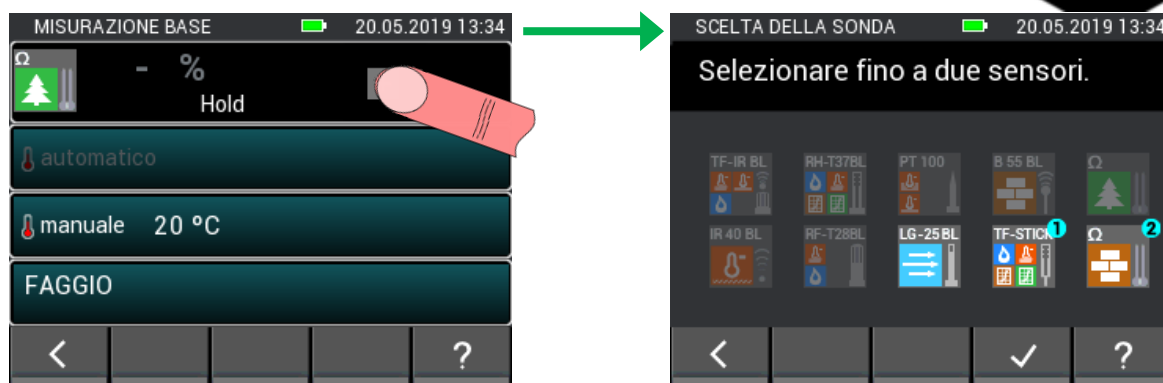 MISURAZIONE BASE 20.05.2019 13:34
Ω
- %
Hold
automatico
manuale 20 °C
FAGGIO
< ?
SCELTA DELLA SONDA 20.05.2019 13:34
Selezionare fino a due sensori.
TF-IR BL RH-T37BL PT 100 B 55 BL Ω
IR 40 BL RF-T28BL LG-25 BL TF-STICK 1 Ω 2
< ✓ ?